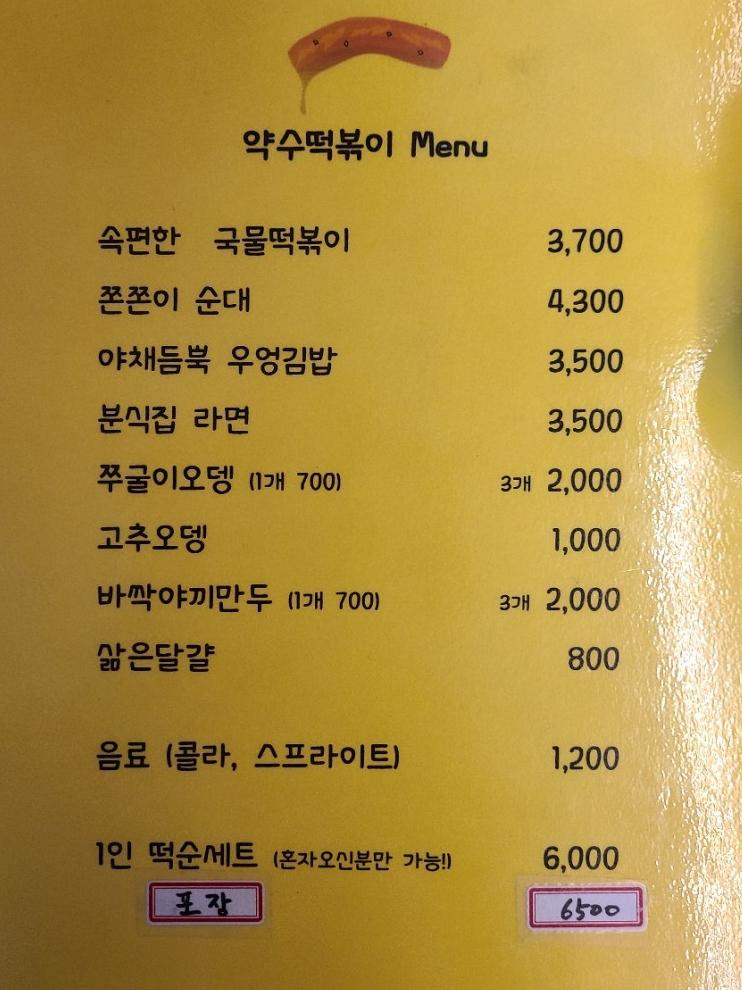 약수떡볶이 Menu
속편한 국물떡볶이 3,700
쫀쫀이 순대 4,300
야채듬뿍 우엉김밥 3,500
분식집 라면 3,500
쭈굴이오뎅 (1개 700) 3개 2,000
고추오뎅 1,000
바싹야끼만두 (1개 700) 3개 2,000
삶은달걀 800
음료 (콜라, 스프라이트) 1,200
1인 떡순세트 (혼자오신분만 가능!) 6,000
포장 6500